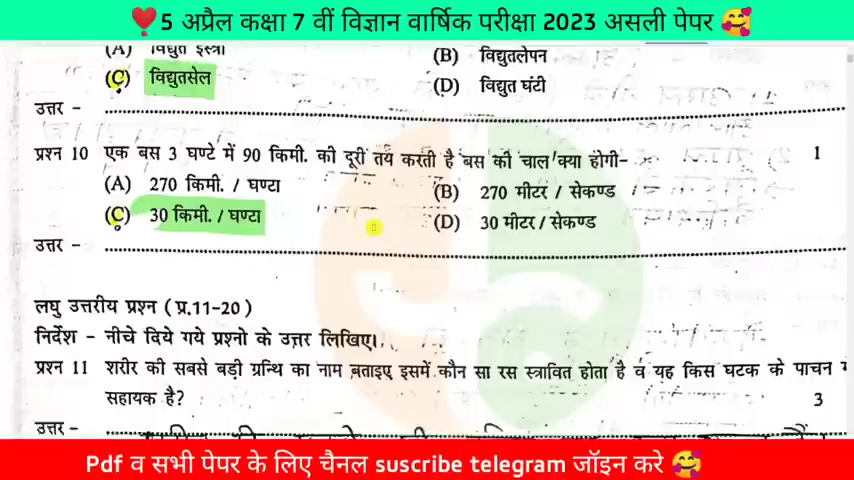 ❤️5 अप्रैल कक्षा 7 वीं विज्ञान वार्षिक परीक्षा 2023 असली पेपर 🥰
(A) विद्युत इस्त्री (B) विद्युतलेपन
(C) विद्युतसेल (D) विद्युत घंटी
उत्तर -
प्रश्न 10 एक बस 3 घण्टे में 90 किमी. की दूरी तय करती है बस की चाल क्या होगी- 1
(A) 270 किमी. / घण्टा (B) 270 मीटर / सेकण्ड
(C) 30 किमी. / घण्टा (D) 30 मीटर / सेकण्ड
उत्तर -
लघु उत्तरीय प्रश्न (प्र.11-20)
निर्देश - नीचे दिये गये प्रश्नो के उत्तर लिखिए।
प्रश्न 11 शरीर की सबसे बड़ी ग्रन्थि का नाम बताइए इसमें कौन सा रस स्त्रावित होता है व यह किस घटक के पाचन
सहायक है? 3
उत्तर -
Pdf व सभी पेपर के लिए चैनल suscribe telegram जॉइन करे 🥰